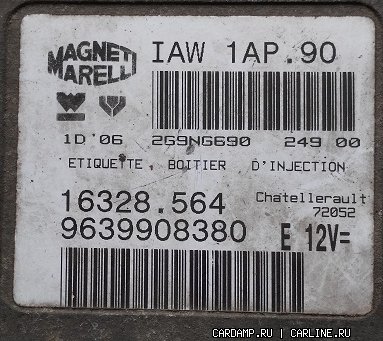 MAGNETI MARELLI
IAW 1AP.90
1D'06 269NG690 249 00
ETIQUETTE BOITIER D'INJECTION
16328.564
Chatellerault
72052
9639908380
E 12V=
CARDAMP.RU | CARLINE.RU